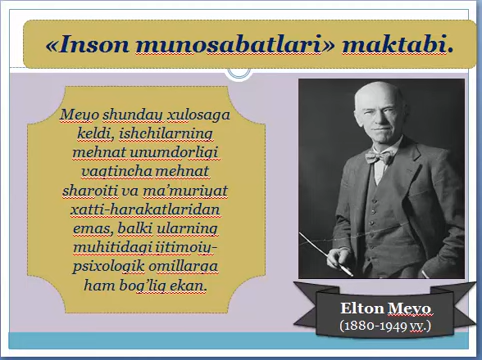 «Inson munosabatlari» maktabi.
Meyo shunday xulosaga
keldi, ishchilarning
mehnat unumdorligi
vaqtincha mehnat
sharoiti va ma’muriyat
xatti-harakatlaridan
emas, balki ularning
muhitidagi ijtimoiy-
psixologik omillarga
ham bog’liq ekan.
Elton Meyo
(1880-1949 yy.)